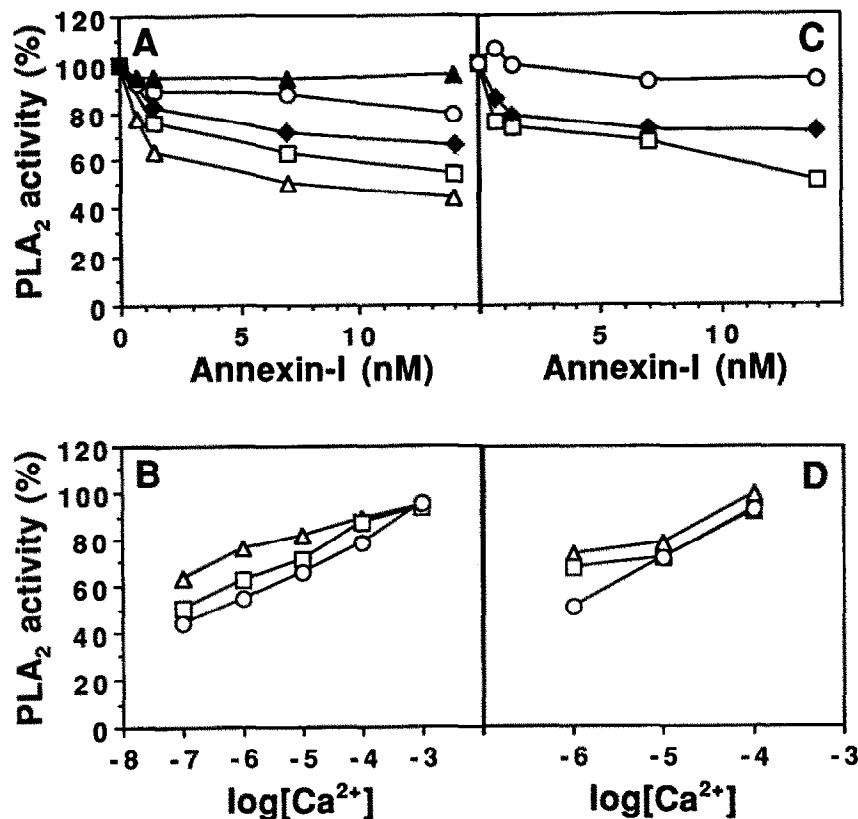 A
C
PLA₂ activity (%)
120
100
80
60
40
20
0
0 5 10
5 10
Annexin-I (nM)
Annexin-I (nM)
B
D
PLA₂ activity (%)
120
100
80
60
40
20
0
-8 -7 -6 -5 -4 -3
-6 -5 -4 -3
log[Ca²⁺]
log[Ca²⁺]